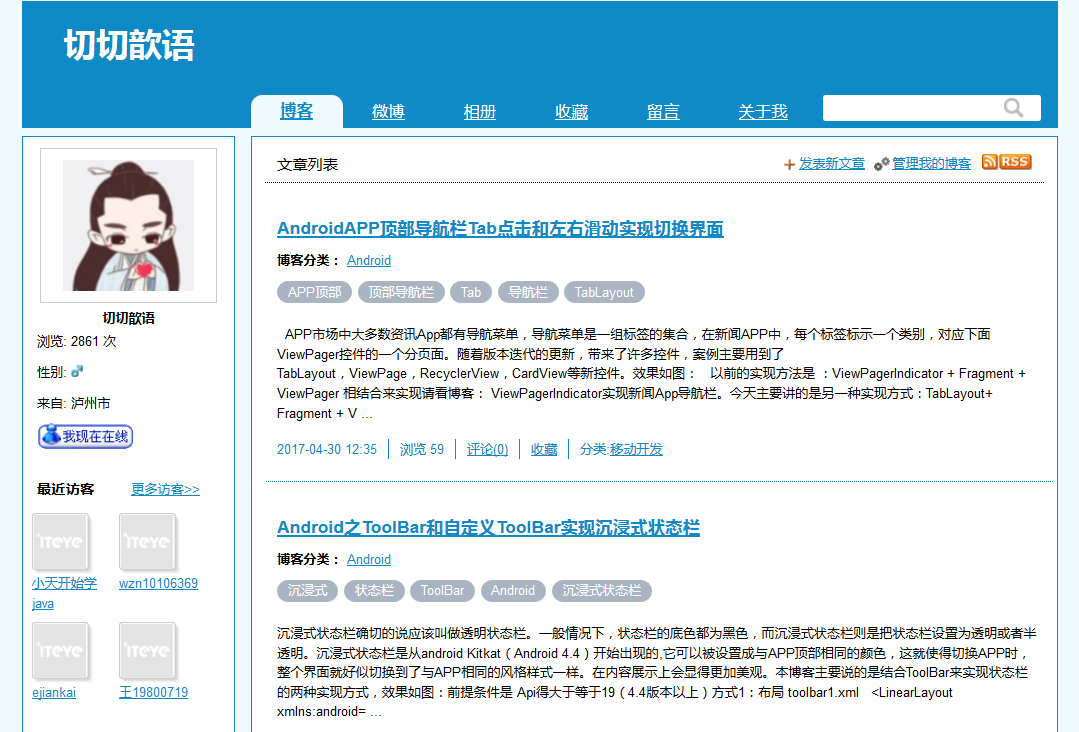 切切歆语
博客 微博 相册 收藏 留言 关于我
切切歆语
浏览: 2861 次
性别:
来自: 泸州市
我现在在线
最近访客 更多访客>>
ITEYE ITEYE
小天开始学java wzn10106369
ITEYE ITEYE
ejiankai 王19800719
文章列表 发表新文章 管理我的博客 RSS
AndroidAPP顶部导航栏Tab点击和左右滑动实现切换界面
博客分类： Android
APP顶部 顶部导航栏 Tab 导航栏 TabLayout
APP市场中大多数资讯App都有导航菜单，导航菜单是一组标签的集合，在新闻APP中，每个标签标示一个类别，对应下面
ViewPager控件的一个分页面。随着版本迭代的更新，带来了许多控件，案例主要用到了
TabLayout，ViewPage，RecyclerView，CardView等新控件。效果如图： 以前的实现方法是 ：ViewPagerIndicator + Fragment +
ViewPager 相结合来实现请看博客： ViewPagerIndicator实现新闻App导航栏。今天主要讲的是另一种实现方式：TabLayout+
Fragment + V ...
2017-04-30 12:35 浏览 59 评论(0) 收藏 分类:移动开发
Android之ToolBar和自定义ToolBar实现沉浸式状态栏
博客分类： Android
沉浸式 状态栏 ToolBar Android 沉浸式状态栏
沉浸式状态栏确切的说应该叫做透明状态栏。一般情况下，状态栏的底色都为黑色，而沉浸式状态栏则是把状态栏设置为透明或者半
透明。沉浸式状态栏是从android Kitkat（Android 4.4）开始出现的,它可以被设置成与APP顶部相同的颜色，这就使得切换APP时，
整个界面就好似切换到了与APP相同的风格样式一样。在内容展示上会显得更加美观。本博客主要说的是结合ToolBar来实现状态栏
的两种实现方式，效果如图：前提条件是 Api得大于等于19（4.4版本以上）方式1：布局 toolbar1.xml <LinearLayout
xmlns:android= ...